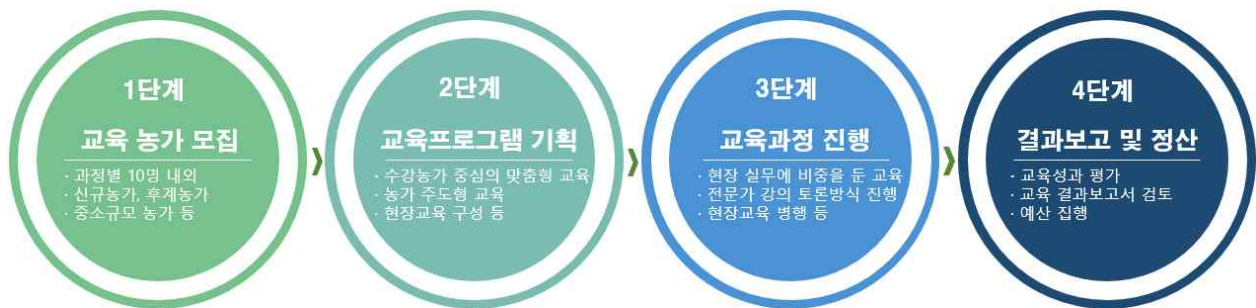 1단계
교육 농가 모집
· 과정별 10명 내외
· 신규농가, 후계농가
· 중소규모 농가 등
2단계
교육프로그램 기획
· 수강농가 중심의 맞춤형 교육
· 농가 주도형 교육
· 현장교육 구성 등
3단계
교육과정 진행
· 현장 실무에 비중을 둔 교육
· 전문가 강의 토론방식 진행
· 현장교육 병행 등
4단계
결과보고 및 정산
· 교육성과 평가
· 교육 결과보고서 검토
· 예산 집행